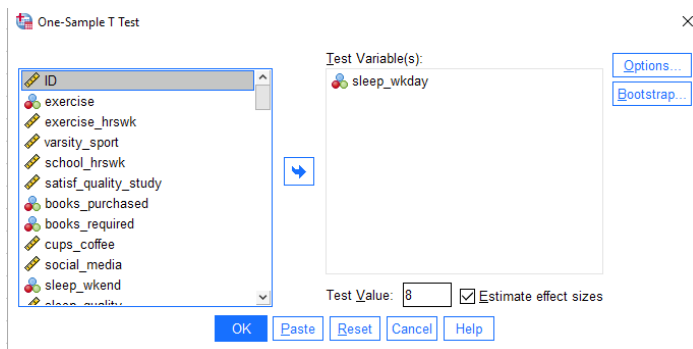 One-Sample T Test
Test Variable(s):
ID
exercise
exercise_hrswk
varsity_sport
school_hrswk
satisf_quality_study
books_purchased
books_required
cups_coffee
social_media
sleep_wkend
sleep_quality
sleep_wkday
Options...
Bootstrap...
Test Value: 8 Estimate effect sizes
OK Paste Reset Cancel Help